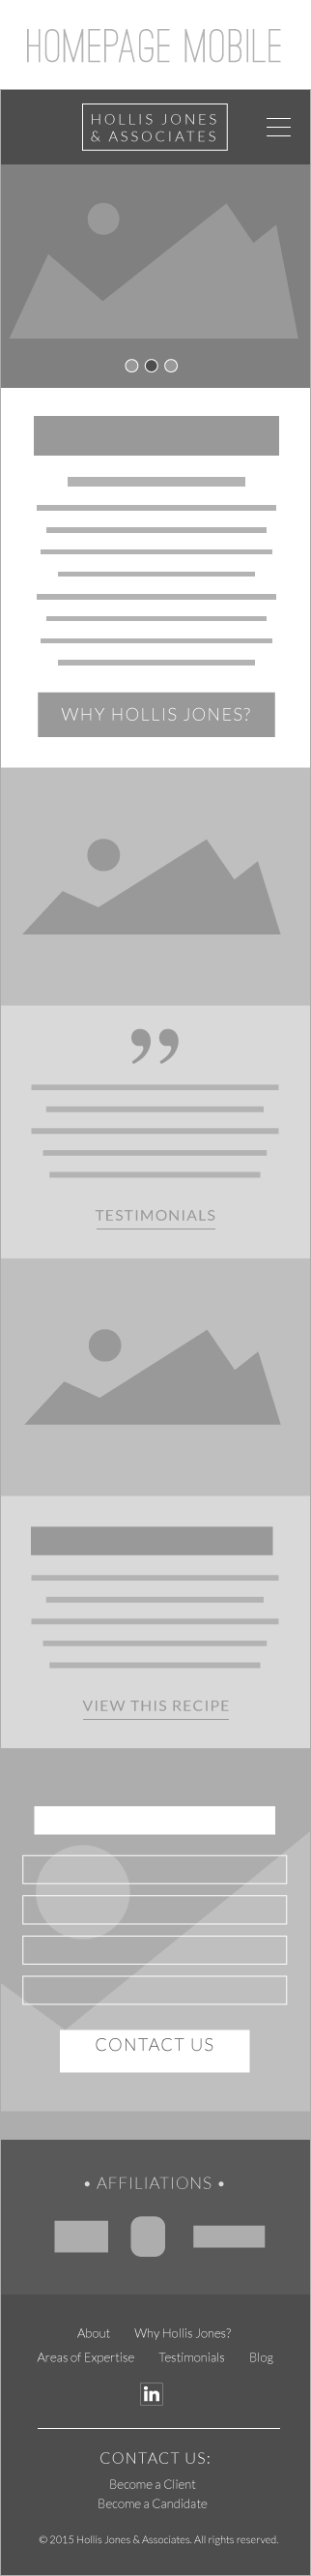 HOMEPAGE MOBILE
HOLLIS JONES
& ASSOCIATES
WHY HOLLIS JONES?
TESTIMONIALS
VIEW THIS RECIPE
CONTACT US
• AFFILIATIONS •
About Why Hollis Jones?
Areas of Expertise Testimonials Blog
in
CONTACT US:
Become a Client
Become a Candidate
© 2015 Hollis Jones & Associates. All rights reserved.